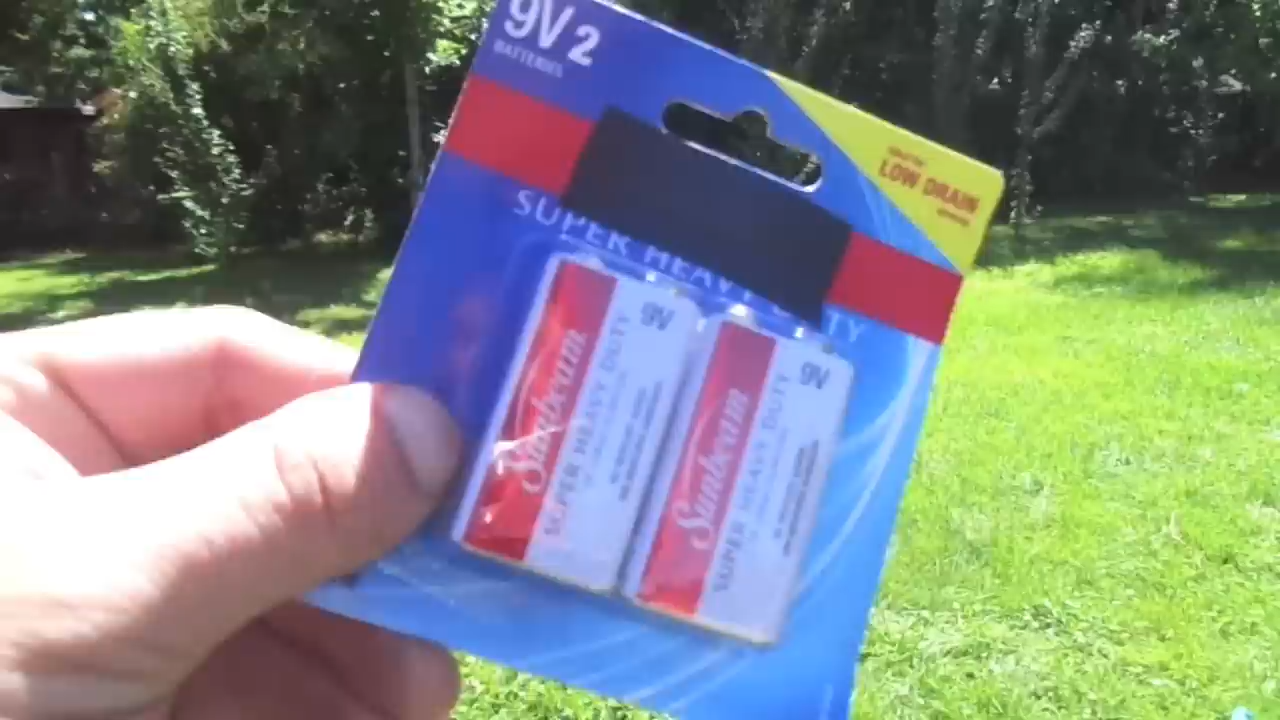 9V 2
BATTERIES
LOW DRAIN
SUPER HEAVY DUTY
Sunbeam
SUPER HEAVY DUTY
9V
Sunbeam
SUPER HEAVY DUTY
9V